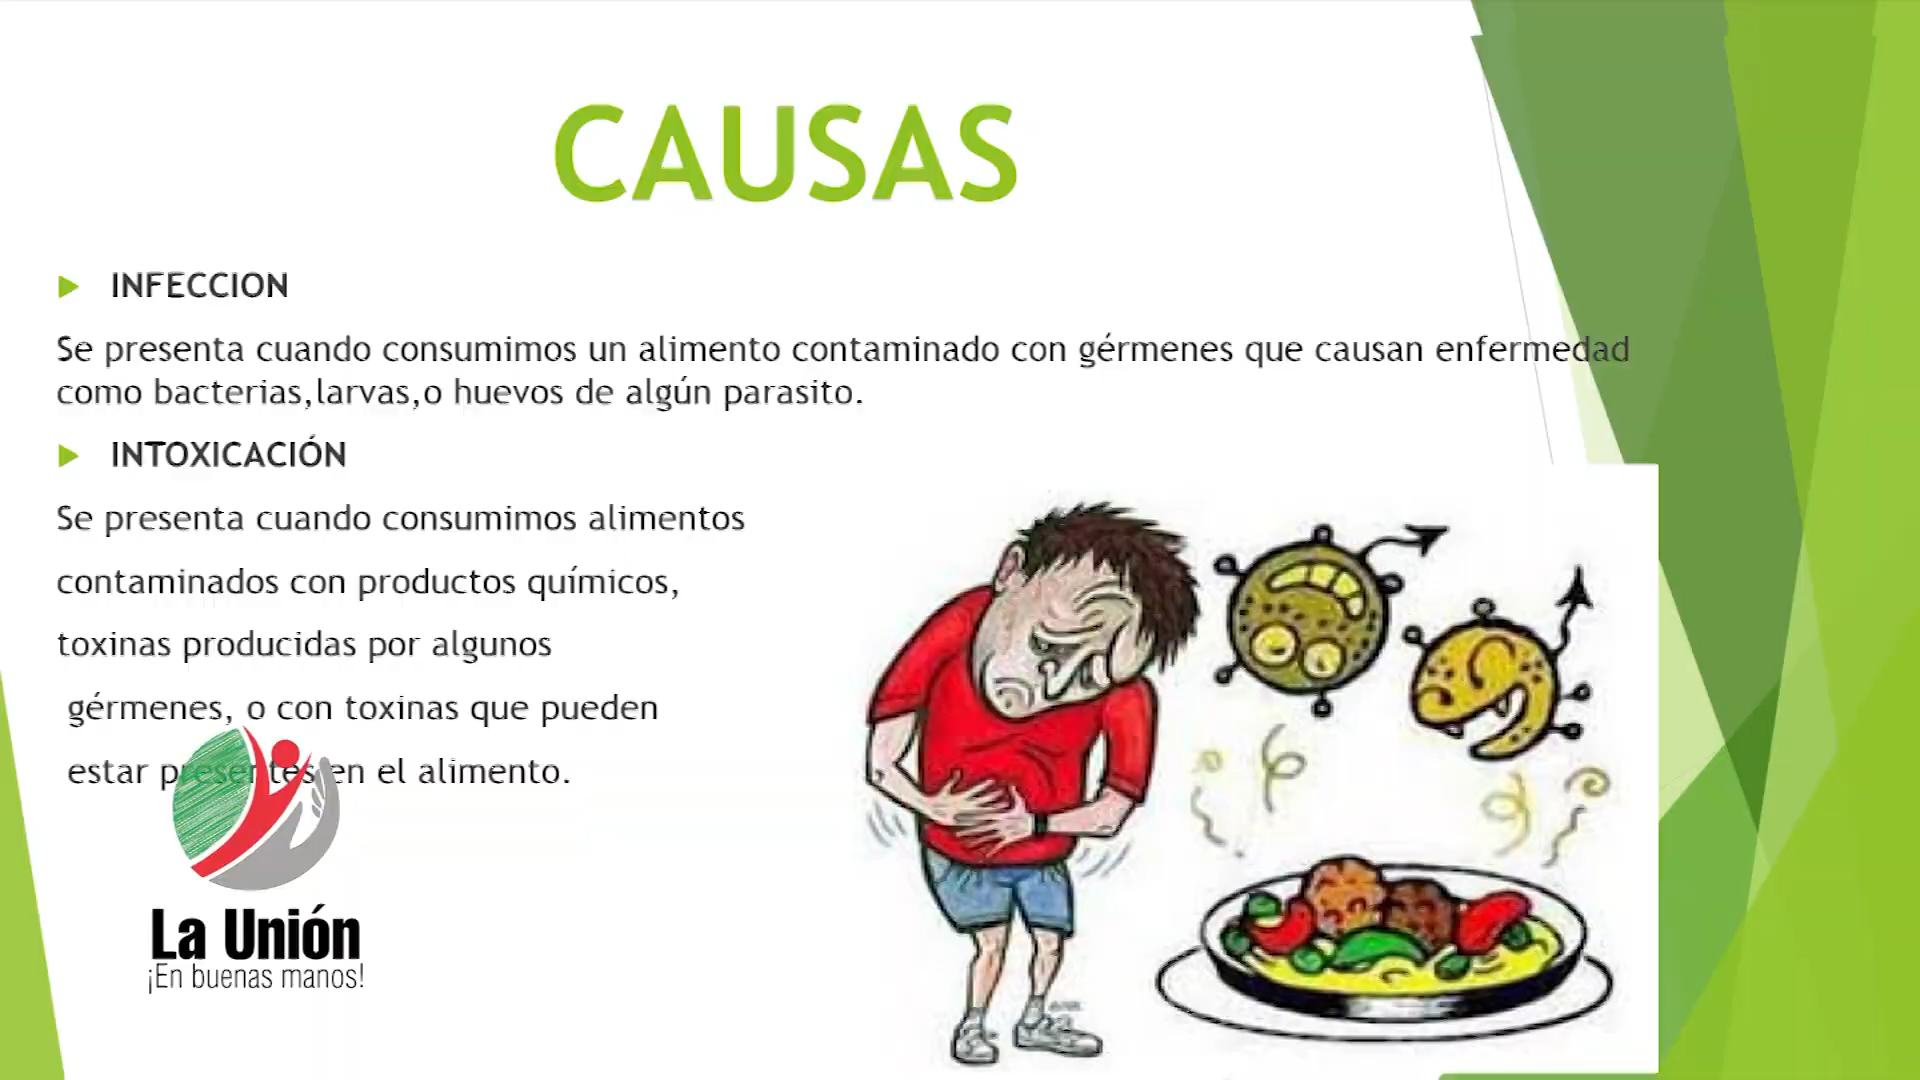 CAUSAS
INFECCION
Se presenta cuando consumimos un alimento contaminado con gérmenes que causan enfermedad
como bacterias,larvas,o huevos de algún parasito.
INTOXICACIÓN
Se presenta cuando consumimos alimentos
contaminados con productos químicos,
toxinas producidas por algunos
gérmenes, o con toxinas que pueden
estar presentes en el alimento.
La Unión
¡En buenas manos!